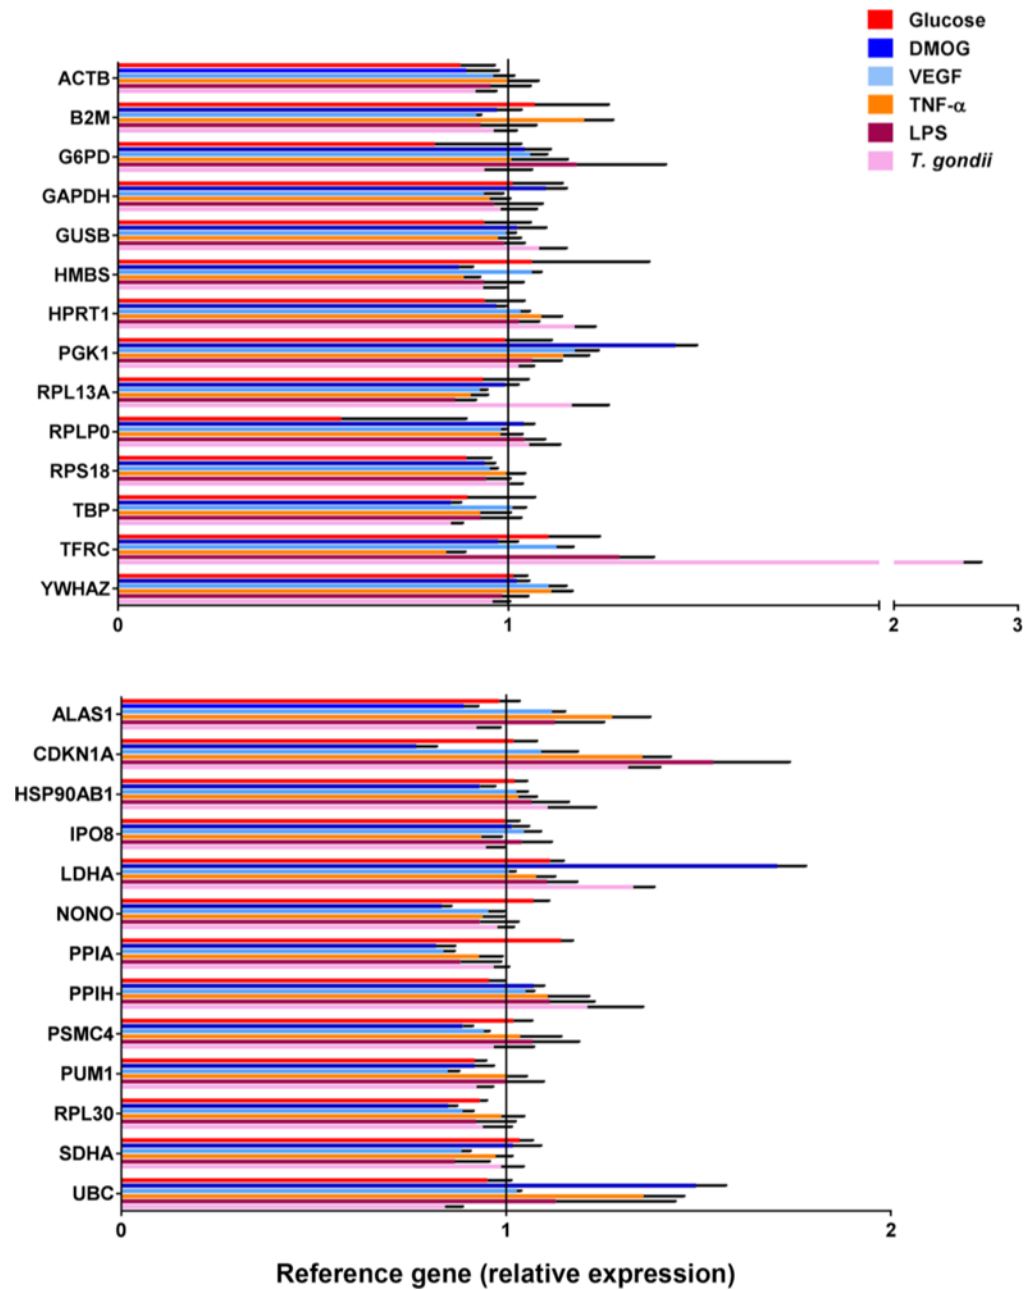 Glucose
DMOG
VEGF
TNF-α
LPS
T. gondii
ACTB
B2M
G6PD
GAPDH
GUSB
HMBS
HPRT1
PGK1
RPL13A
RPLP0
RPS18
TBP
TFRC
YWHAZ
0 1 2 3
ALAS1
CDKN1A
HSP90AB1
IPO8
LDHA
NONO
PPIA
PPIH
PSMC4
PUM1
RPL30
SDHA
UBC
0 1 2
Reference gene (relative expression)